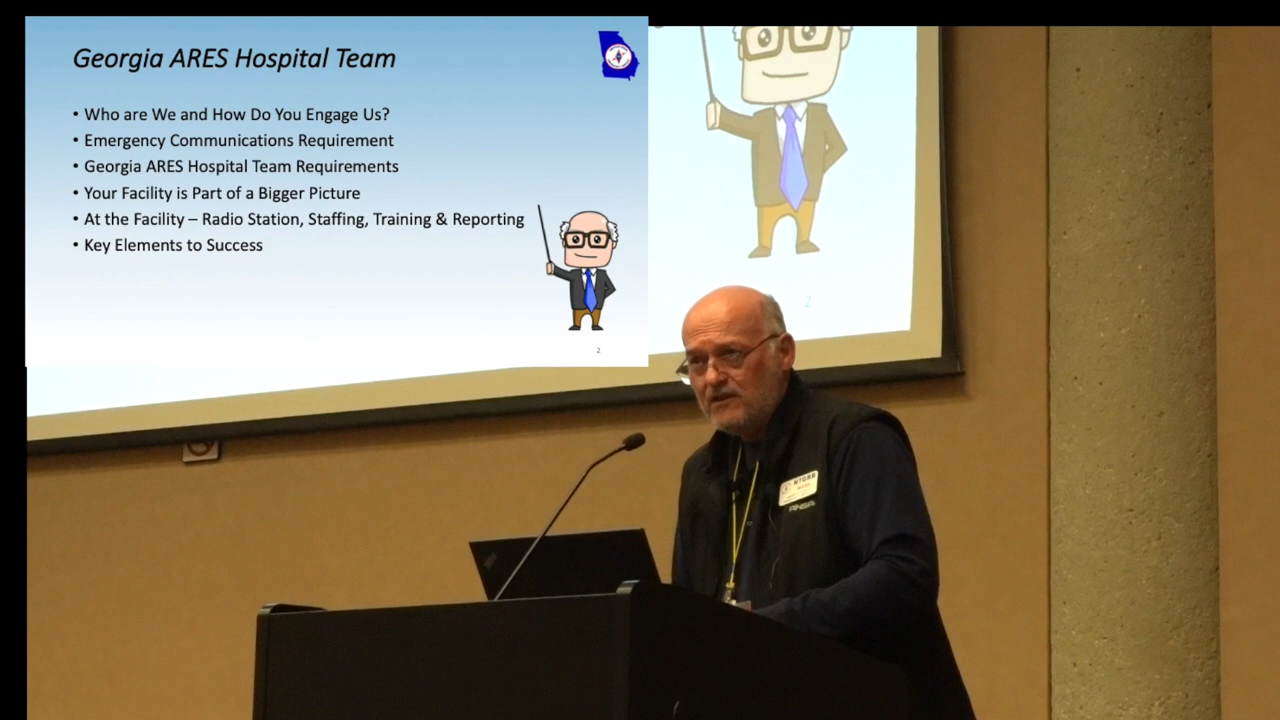 Georgia ARES Hospital Team
• Who are We and How Do You Engage Us?
• Emergency Communications Requirement
• Georgia ARES Hospital Team Requirements
• Your Facility is Part of a Bigger Picture
• At the Facility – Radio Station, Staffing, Training & Reporting
• Key Elements to Success
2
2